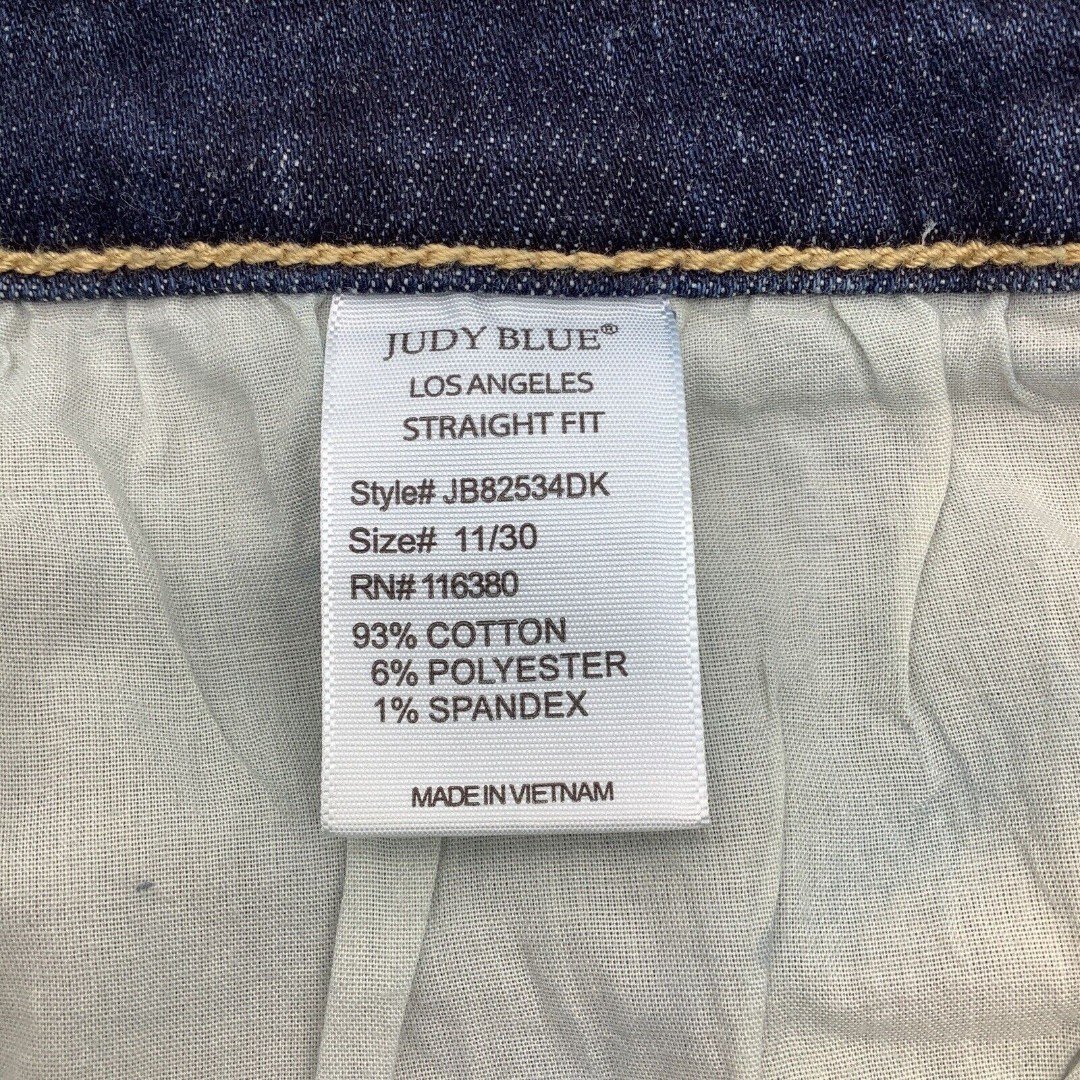 JUDY BLUE®
LOS ANGELES
STRAIGHT FIT
Style# JB82534DK
Size# 11/30
RN# 116380
93% COTTON
6% POLYESTER
1% SPANDEX
MADE IN VIETNAM